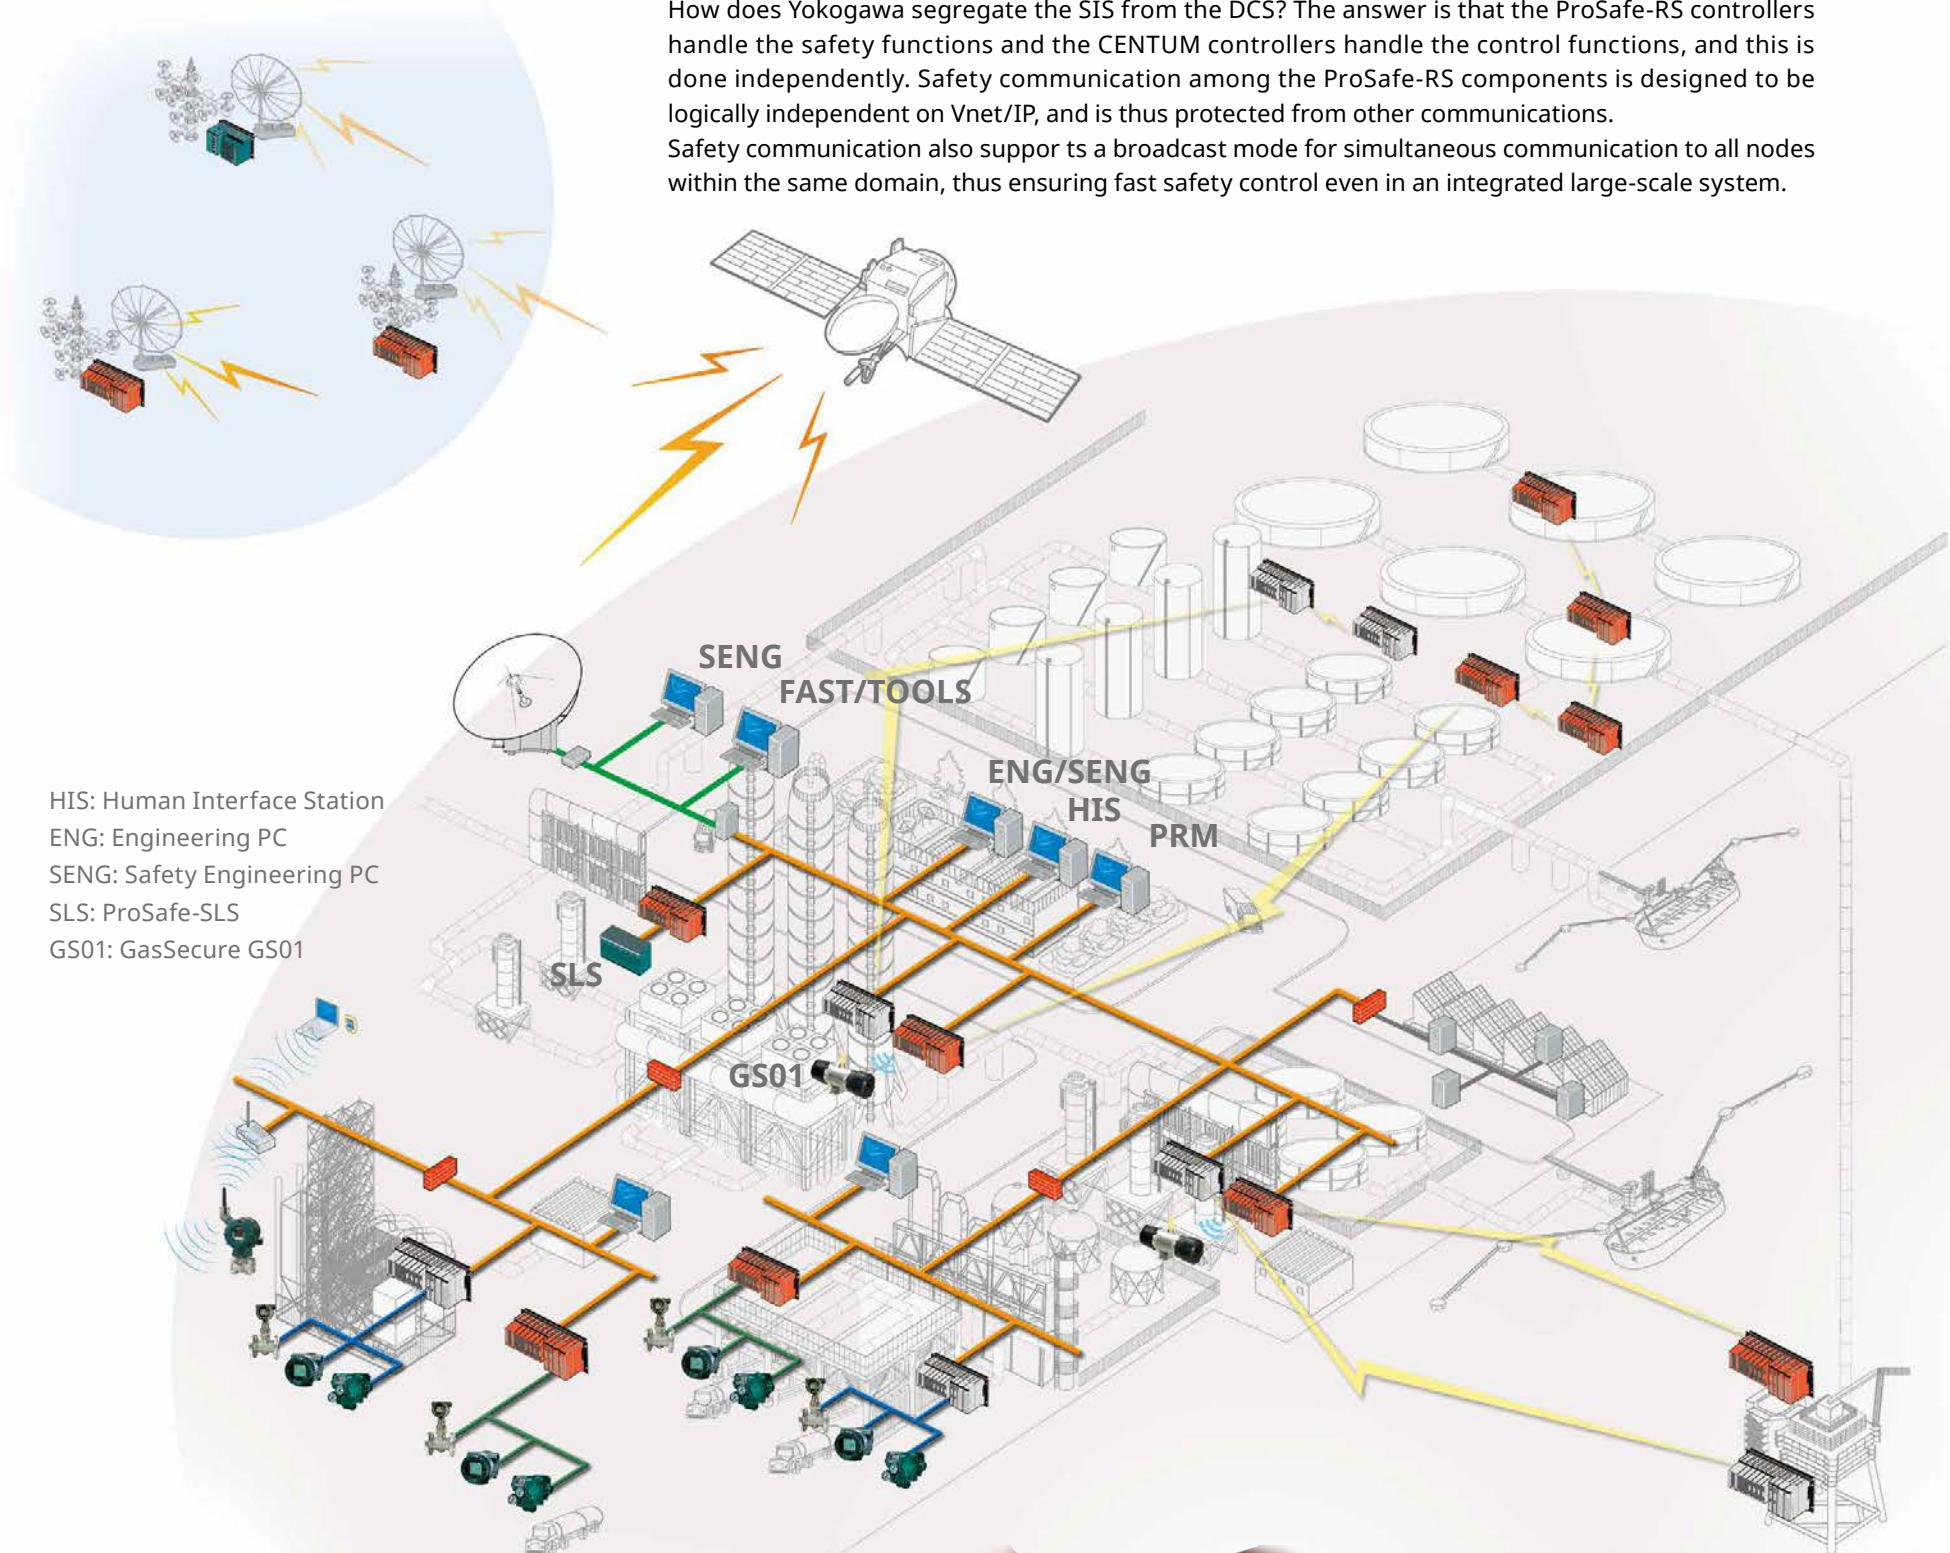 How does Yokogawa segregate the SIS from the DCS? The answer is that the ProSafe-RS controllers
handle the safety functions and the CENTUM controllers handle the control functions, and this is
done independently. Safety communication among the ProSafe-RS components is designed to be
logically independent on Vnet/IP, and is thus protected from other communications.
Safety communication also suppor ts a broadcast mode for simultaneous communication to all nodes
within the same domain, thus ensuring fast safety control even in an integrated large-scale system.
SENG
FAST/TOOLS
ENG/SENG
HIS
PRM
HIS: Human Interface Station
ENG: Engineering PC
SENG: Safety Engineering PC
SLS: ProSafe-SLS
GS01: GasSecure GS01
SLS
GS01